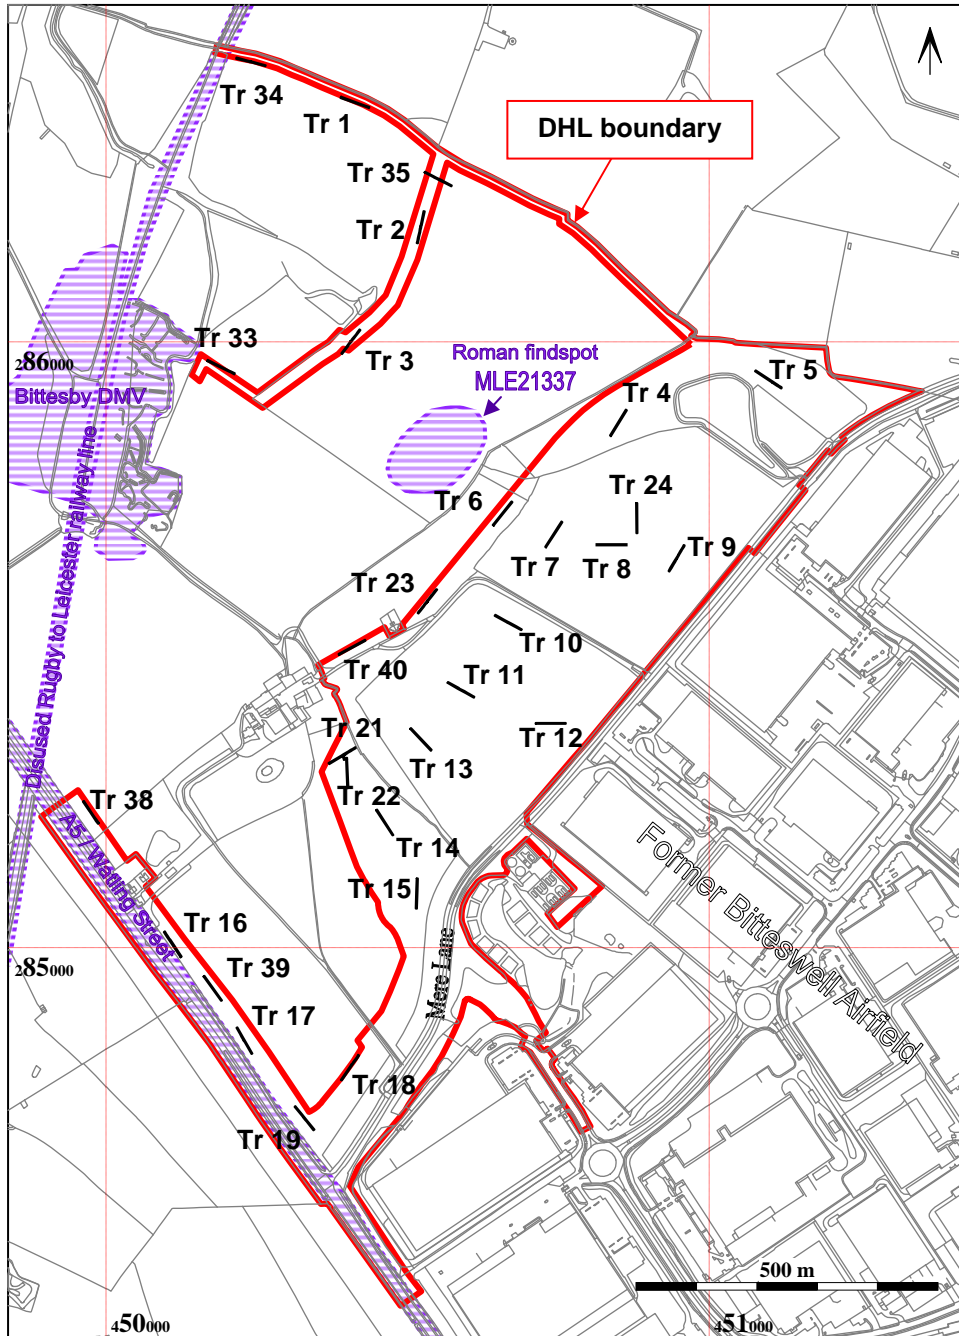 Tr 34
Tr 1
DHL boundary
Tr 35
Tr 2
Tr 33
Tr 3
286000
Roman findspot
MLE21337
Tr 5
Bittesby DMV
Tr 4
Tr 24
Tr 6
Tr 7
Tr 8
Tr 9
Tr 23
Tr 10
Tr 40
Tr 11
Disused Rugby to Leicester railway line
Tr 21
Tr 12
Tr 13
Tr 22
Tr 38
Tr 14
A5 / Watling Street
Former Bitteswell Airfield
Tr 15
Tr 16
285000
Tr 39
Mere Lane
Tr 17
Tr 18
Tr 19
500 m
450000
451000